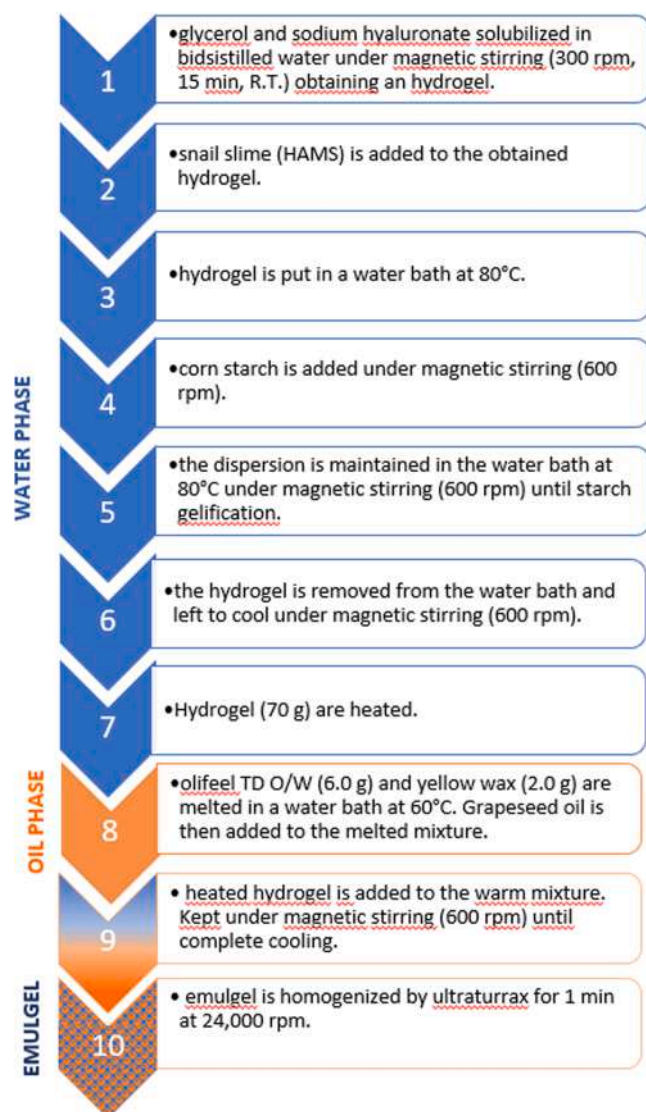 WATER PHASE
1
•glycerol and sodium hyaluronate solubilized in
bidsistilled water under magnetic stirring (300 rpm,
15 min, R.T.) obtaining an hydrogel.
2
•snail slime (HAMS) is added to the obtained
hydrogel.
3
•hydrogel is put in a water bath at 80°C.
4
•corn starch is added under magnetic stirring (600
rpm).
5
•the dispersion is maintained in the water bath at
80°C under magnetic stirring (600 rpm) until starch
gelification.
6
•the hydrogel is removed from the water bath and
left to cool under magnetic stirring (600 rpm).
7
•Hydrogel (70 g) are heated.
OIL PHASE
8
• olifeel TD O/W (6.0 g) and yellow wax (2.0 g) are
melted in a water bath at 60°C. Grapeseed oil is
then added to the melted mixture.
9
• heated hydrogel is added to the warm mixture.
Kept under magnetic stirring (600 rpm) until
complete cooling.
EMULGEL
10
• emulgel is homogenized by ultraturrax for 1 min
at 24,000 rpm.